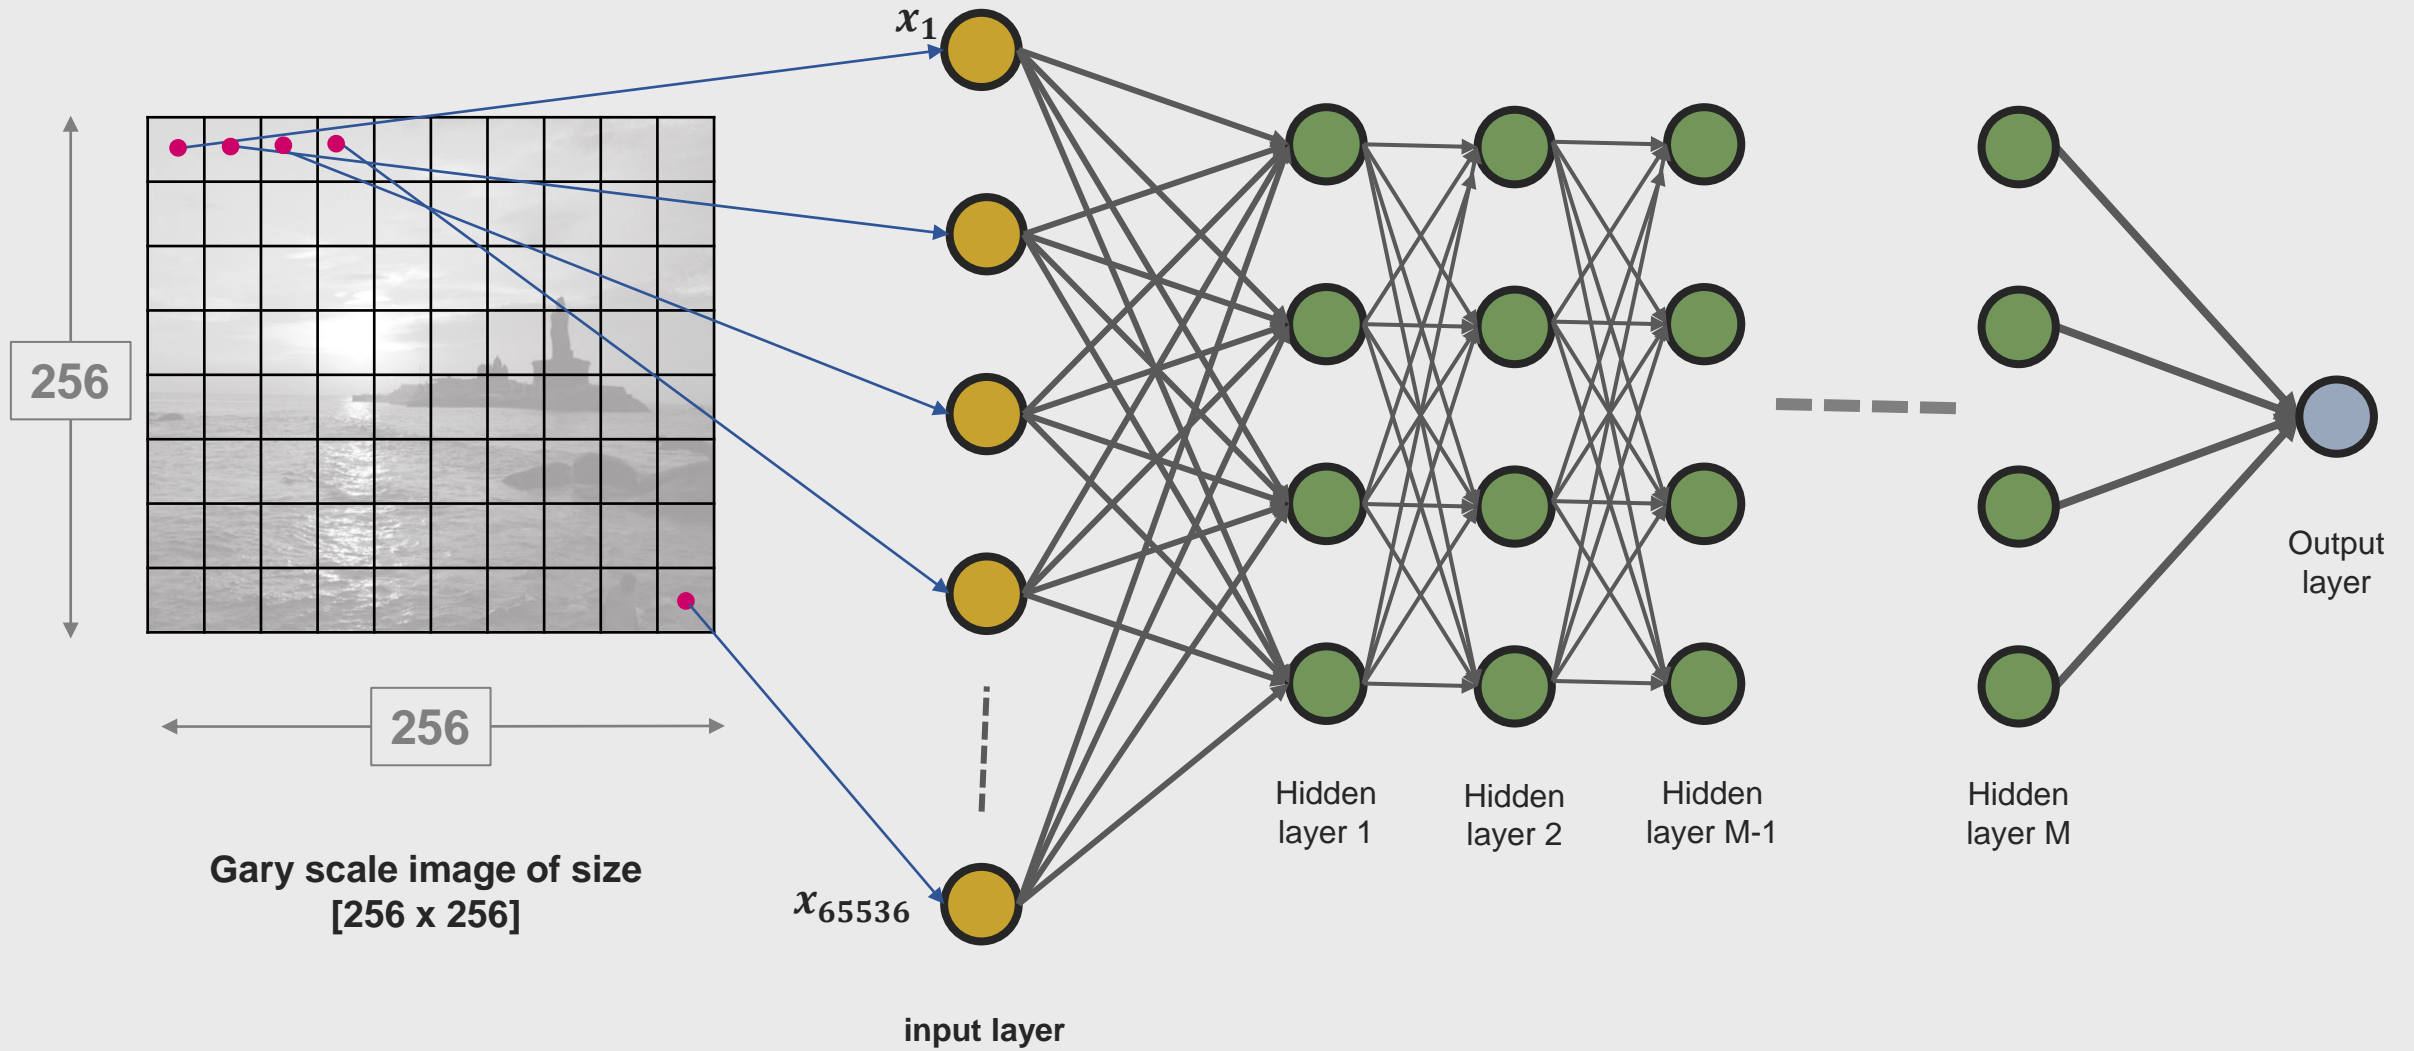 x1
256
256
Gary scale image of size
[256 x 256]
x65536
input layer
Hidden
layer 1
Hidden
layer 2
Hidden
layer M-1
Hidden
layer M
Output
layer